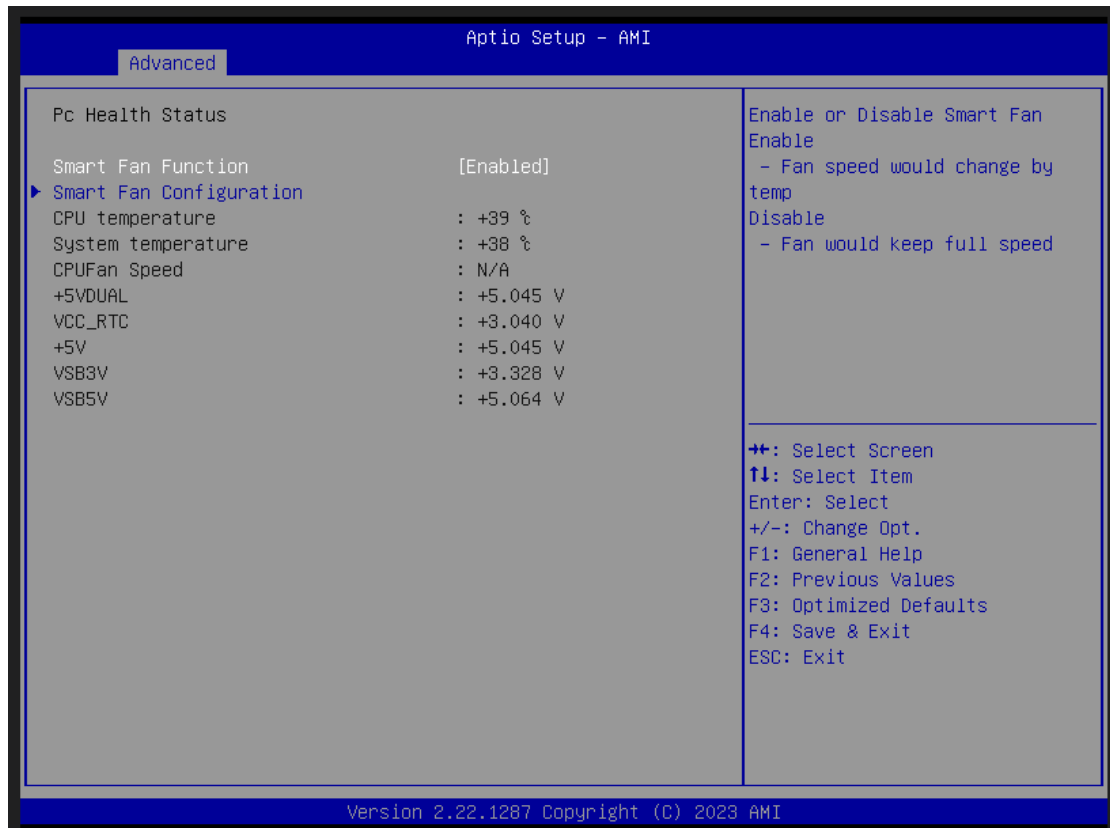 Aptio Setup – AMI
Advanced
Pc Health Status
Smart Fan Function [Enabled]
Smart Fan Configuration
CPU temperature : +39 ℃
System temperature : +38 ℃
CPUFan Speed : N/A
+5VDUAL : +5.045 V
VCC_RTC : +3.040 V
+5V : +5.045 V
VSB3V : +3.328 V
VSB5V : +5.064 V
Enable or Disable Smart Fan
Enable
– Fan speed would change by
temp
Disable
– Fan would keep full speed
→←: Select Screen
↑↓: Select Item
Enter: Select
+/–: Change Opt.
F1: General Help
F2: Previous Values
F3: Optimized Defaults
F4: Save & Exit
ESC: Exit
Version 2.22.1287 Copyright (C) 2023 AMI